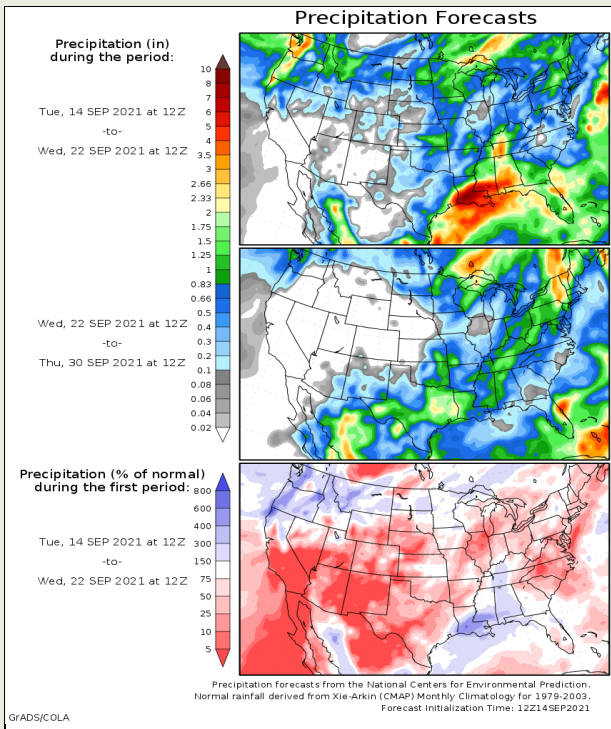 Precipitation Forecasts
Precipitation (in)
during the period:
Tue, 14 SEP 2021 at 12Z
-to-
Wed, 22 SEP 2021 at 12Z
10
8
7
6
5
4
3.5
3
2.66
2.33
2
1.75
1.5
1.25
1
0.83
0.66
0.5
0.4
0.3
0.2
0.1
0.08
0.06
0.04
0.02
Wed, 22 SEP 2021 at 12Z
-to-
Thu, 30 SEP 2021 at 12Z
Precipitation (% of normal)
during the first period:
Tue, 14 SEP 2021 at 12Z
-to-
Wed, 22 SEP 2021 at 12Z
800
600
400
300
150
75
50
25
10
5
Precipitation forecasts from the National Centers for Environmental Prediction.
Normal rainfall derived from Xie-Arkin (CMAP) Monthly Climatology for 1979-2003.
Forecast Initialization Time: 12Z14SEP2021
GrADS/COLA